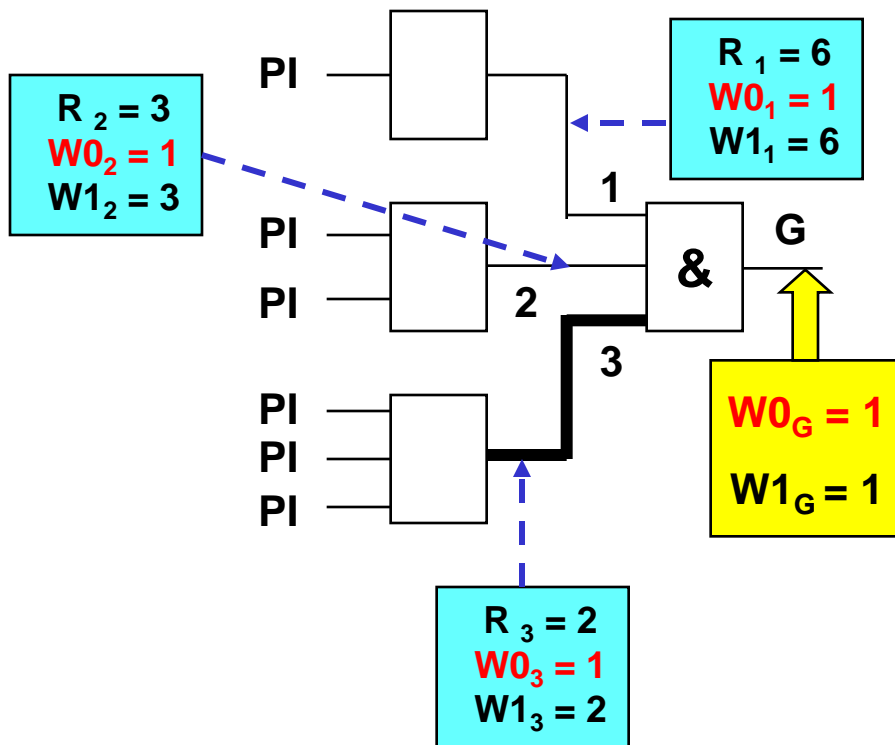 PI
R ₁ = 6
W0₁ = 1
W1₁ = 6
R ₂ = 3
W0₂ = 1
W1₂ = 3
1
PI
G
&
PI
2
3
PI
PI
PI
W0G = 1
W1G = 1
R ₃ = 2
W0₃ = 1
W1₃ = 2